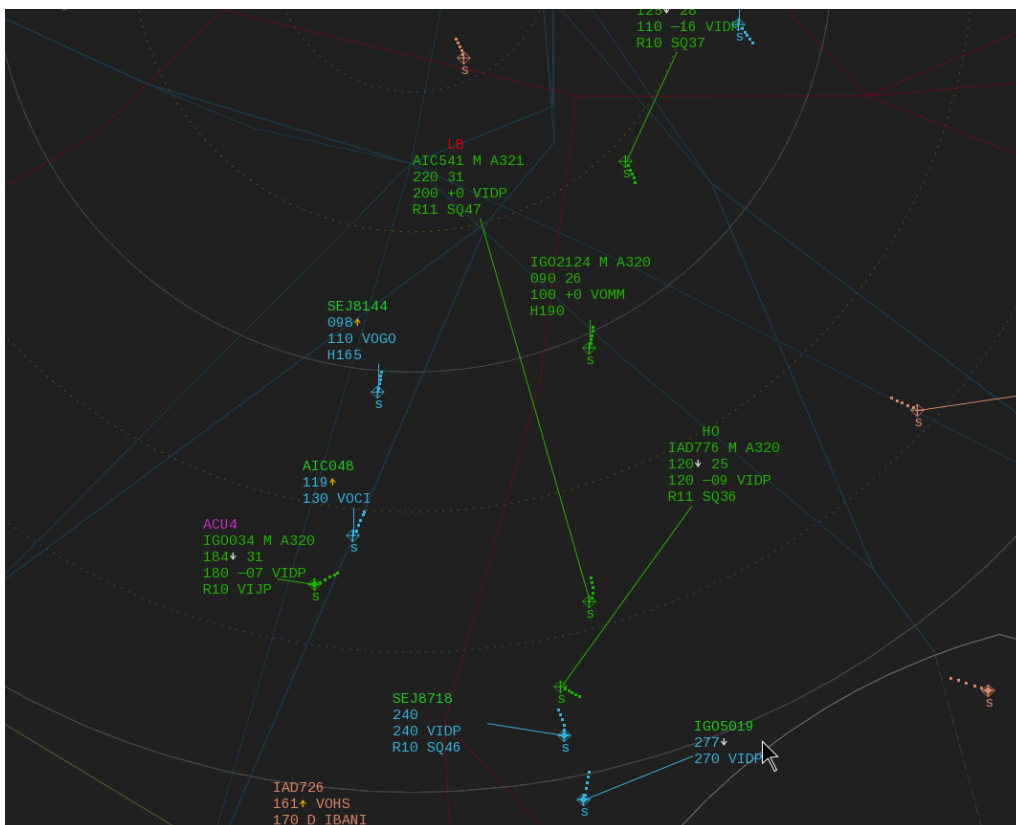 125↓ 28
110 −16 VIDP
R10 SQ37
S
S
S
LB
AIC541 M A321
220 31
200 +0 VIDP
R11 SQ47
IGO2124 M A320
090 26
100 +0 VOMM
H190
S
SEJ8144
098↑
110 VOGO
H165
S
S
HO
IAD776 M A320
120↓ 25
120 −09 VIDP
R11 SQ36
AIC048
119↑
130 VOCI
S
ACU4
IGO034 M A320
184↓ 31
180 −07 VIDP
R10 VIJP
S
S
S
SEJ8718
240
240 VIDP
R10 SQ46
S
S
IGO5019
277↓
270 VIDP
S
IAD726
161↑ VOHS
170 D IBANI